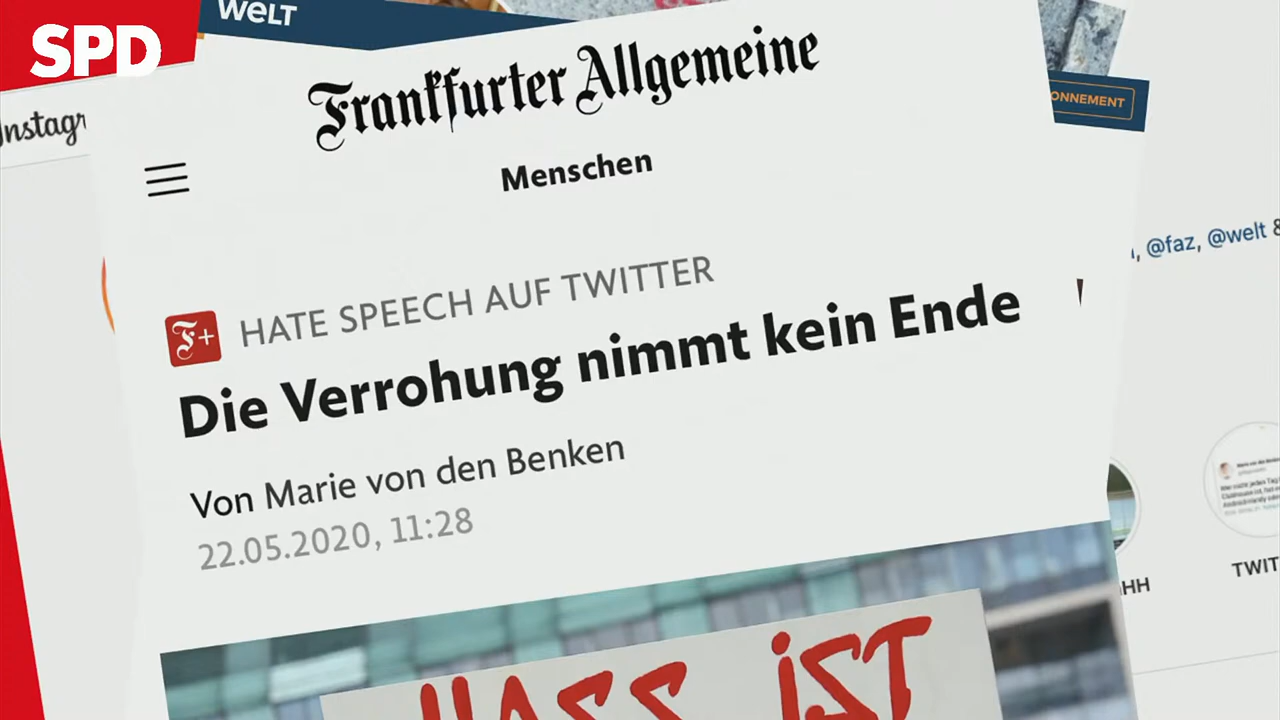 SPD
WELT
Frankfurter Allgemeine
ONNEMENT
Instagr
Menschen
@faz, @welt &
HATE SPEECH AUF TWITTER
F+
Die Verrohung nimmt kein Ende
Von Marie von den Benken
22.05.2020, 11:28
HH
TWIT
HASS IST